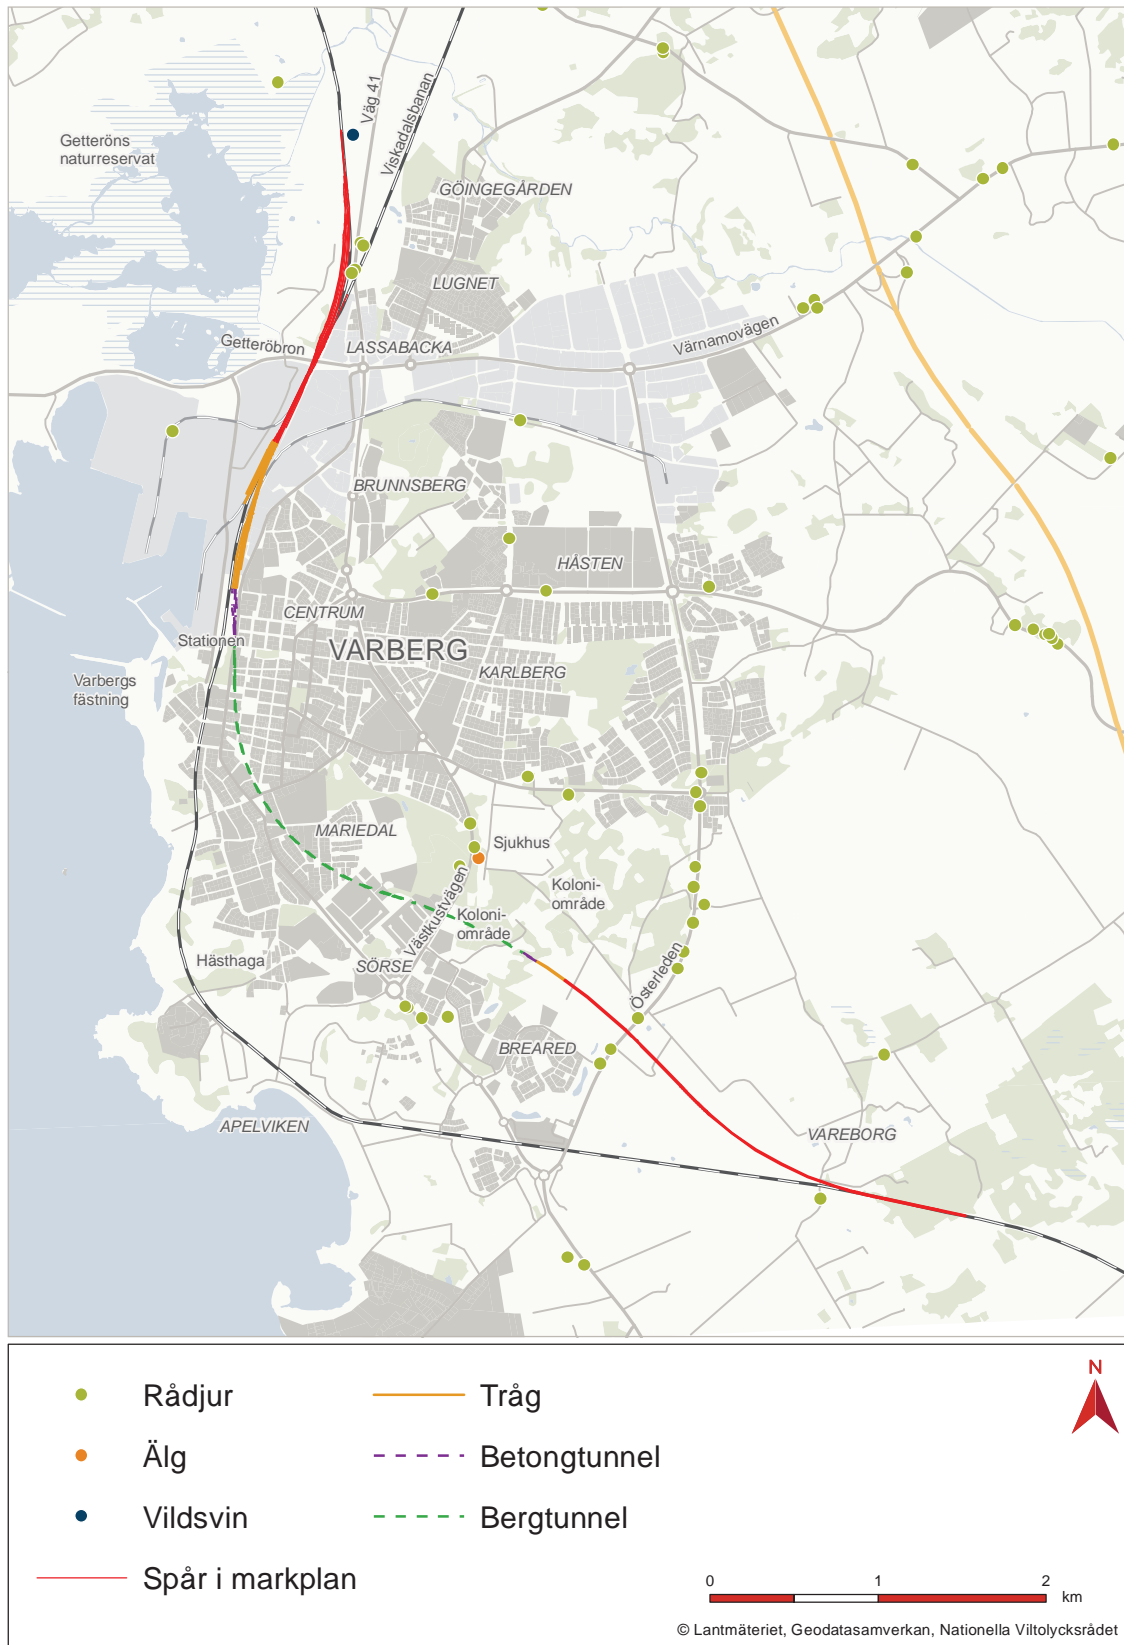 Väg 41
Viskadalsbanan
Getteröns
naturreservat
GÖINGEGÅRDEN
LUGNET
Getteröbron
LASSABACKA
Värnamovägen
BRUNNSBERG
HÅSTEN
CENTRUM
Stationen
VARBERG
KARLBERG
Varbergs
fästning
MARIEDAL
Sjukhus
Koloni-
område
Västkustvägen
Koloni-
område
Hästhaga
SÖRSE
Österleden
BREARED
APELVIKEN
VAREBORG
Rådjur
Älg
Vildsvin
Spår i markplan
Tråg
Betongtunnel
Bergtunnel
N
0 1 2
km
© Lantmäteriet, Geodatasamverkan, Nationella Viltolycksrådet